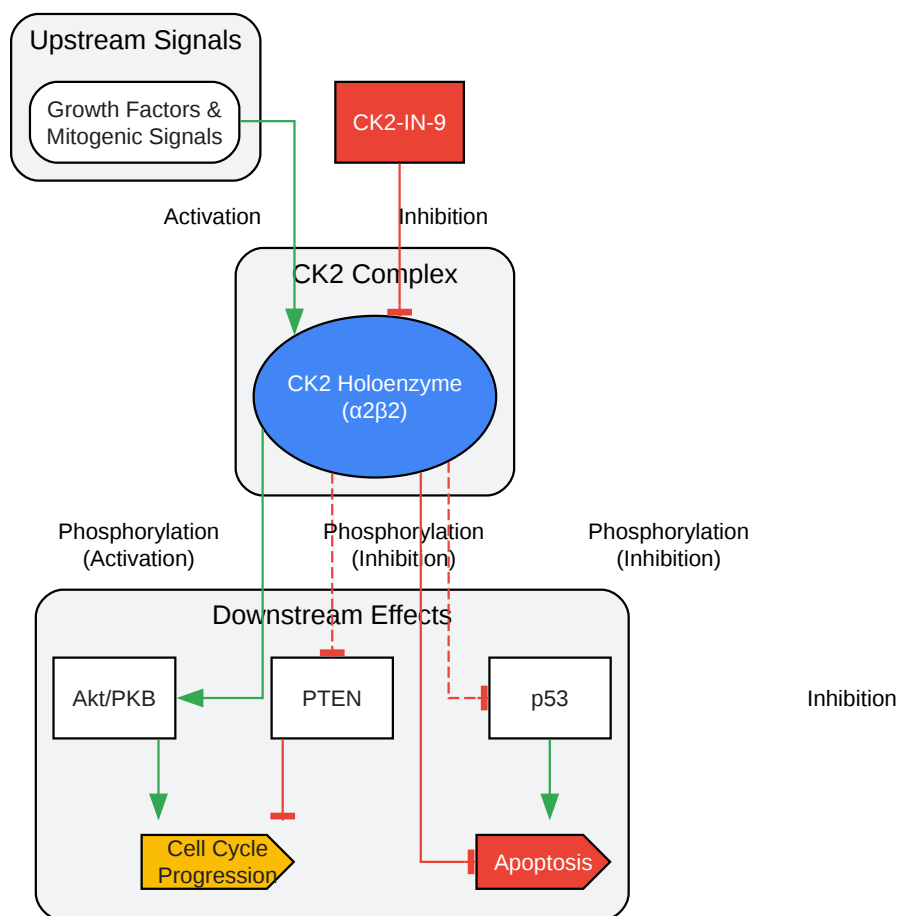 Upstream Signals
Growth Factors &
Mitogenic Signals
CK2-IN-9
Activation
Inhibition
CK2 Complex
CK2 Holoenzyme
(α2β2)
Phosphorylation
(Activation)
Phosphorylation
(Inhibition)
Phosphorylation
(Inhibition)
Downstream Effects
Akt/PKB
PTEN
p53
Inhibition
Cell Cycle
Progression
Apoptosis